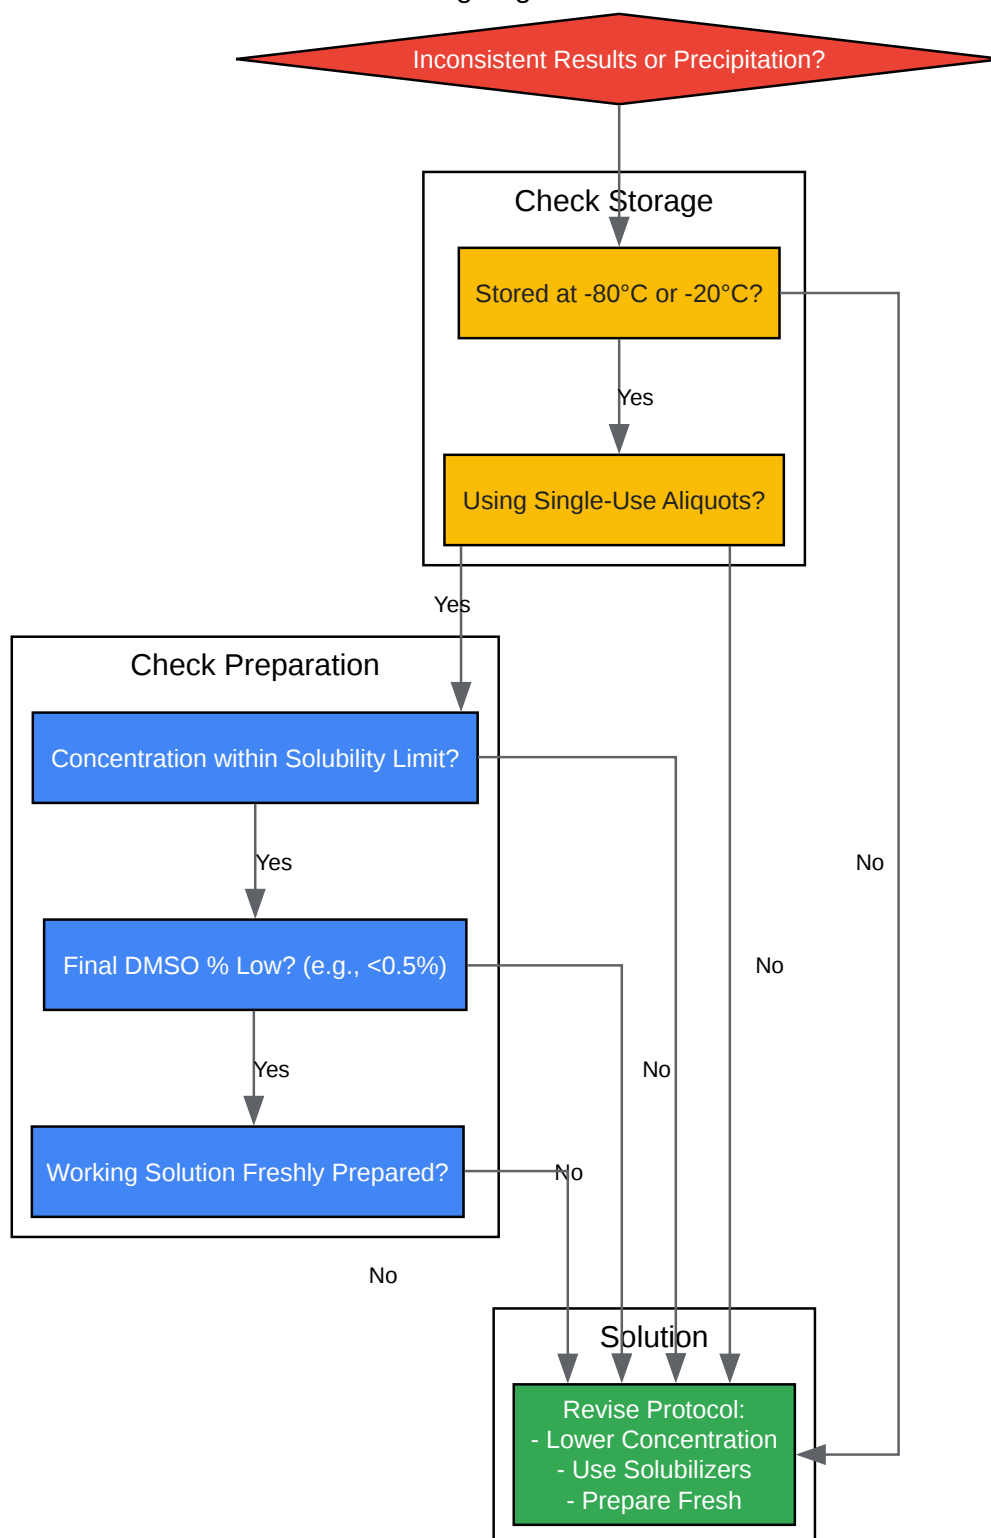 Inconsistent Results or Precipitation?
Check Storage
Stored at -80°C or -20°C?
Yes
Using Single-Use Aliquots?
Yes
Check Preparation
Concentration within Solubility Limit?
Yes
No
Final DMSO % Low? (e.g., <0.5%)
No
Yes
No
Working Solution Freshly Prepared?
No
No
Solution
Revise Protocol:
- Lower Concentration
- Use Solubilizers
- Prepare Fresh